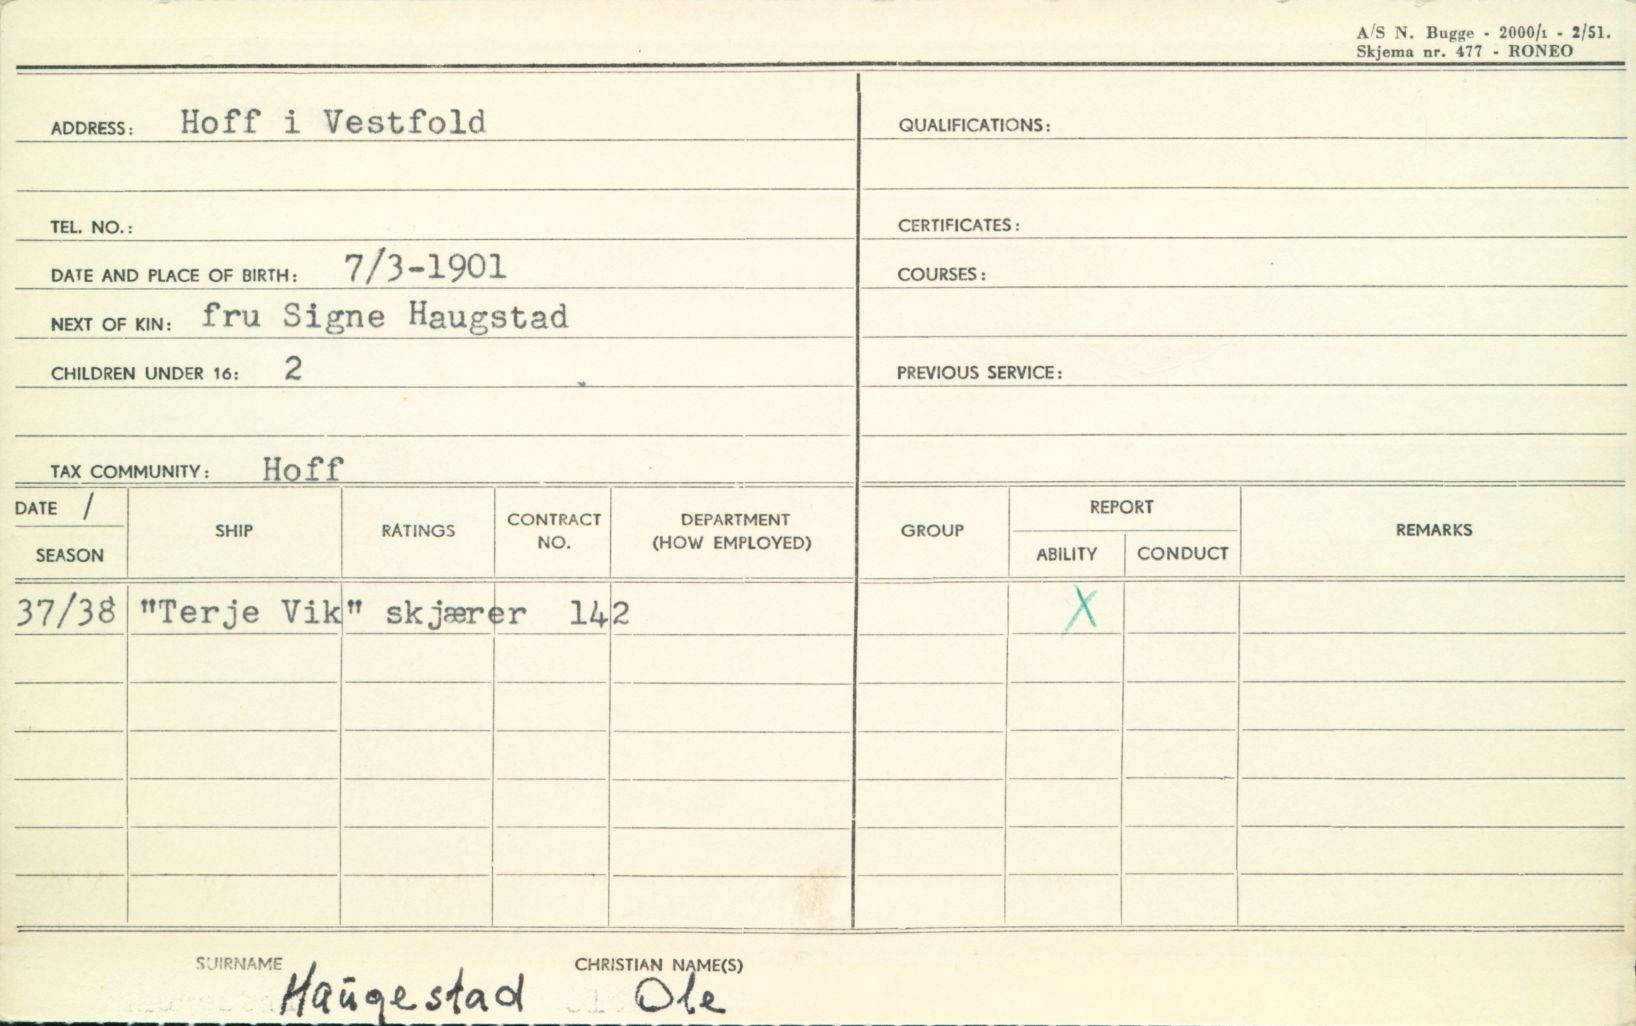 A/S N. Bugge - 2000/1 - 2/51.
Skjema nr. 477 - RONEO
ADDRESS: Hoff i Vestfold
TEL. NO.:
DATE AND PLACE OF BIRTH: 7/3-1901
NEXT OF KIN: fru Signe Haugstad
CHILDREN UNDER 16: 2
TAX COMMUNITY: Hoff
QUALIFICATIONS:
CERTIFICATES:
COURSES:
PREVIOUS SERVICE:
DATE /
SEASON
SHIP
RATINGS
CONTRACT
NO.
DEPARTMENT
(HOW EMPLOYED)
GROUP
REPORT
ABILITY
CONDUCT
REMARKS
37/38 "Terje Vik" skjærer 142 X
SUIRNAME CHRISTIAN NAME(S)
Haugestad Ole